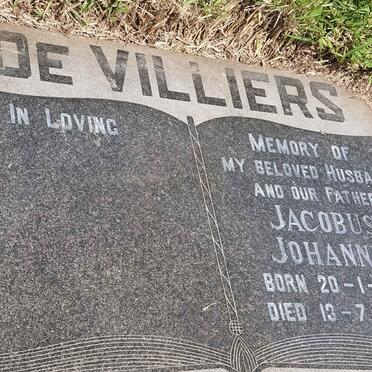 DE VILLIERS
IN LOVING
MEMORY OF
MY BELOVED HUSBA
AND OUR FATHE
JACOBUS
JOHANN
BORN 20-1-
DIED 13-7